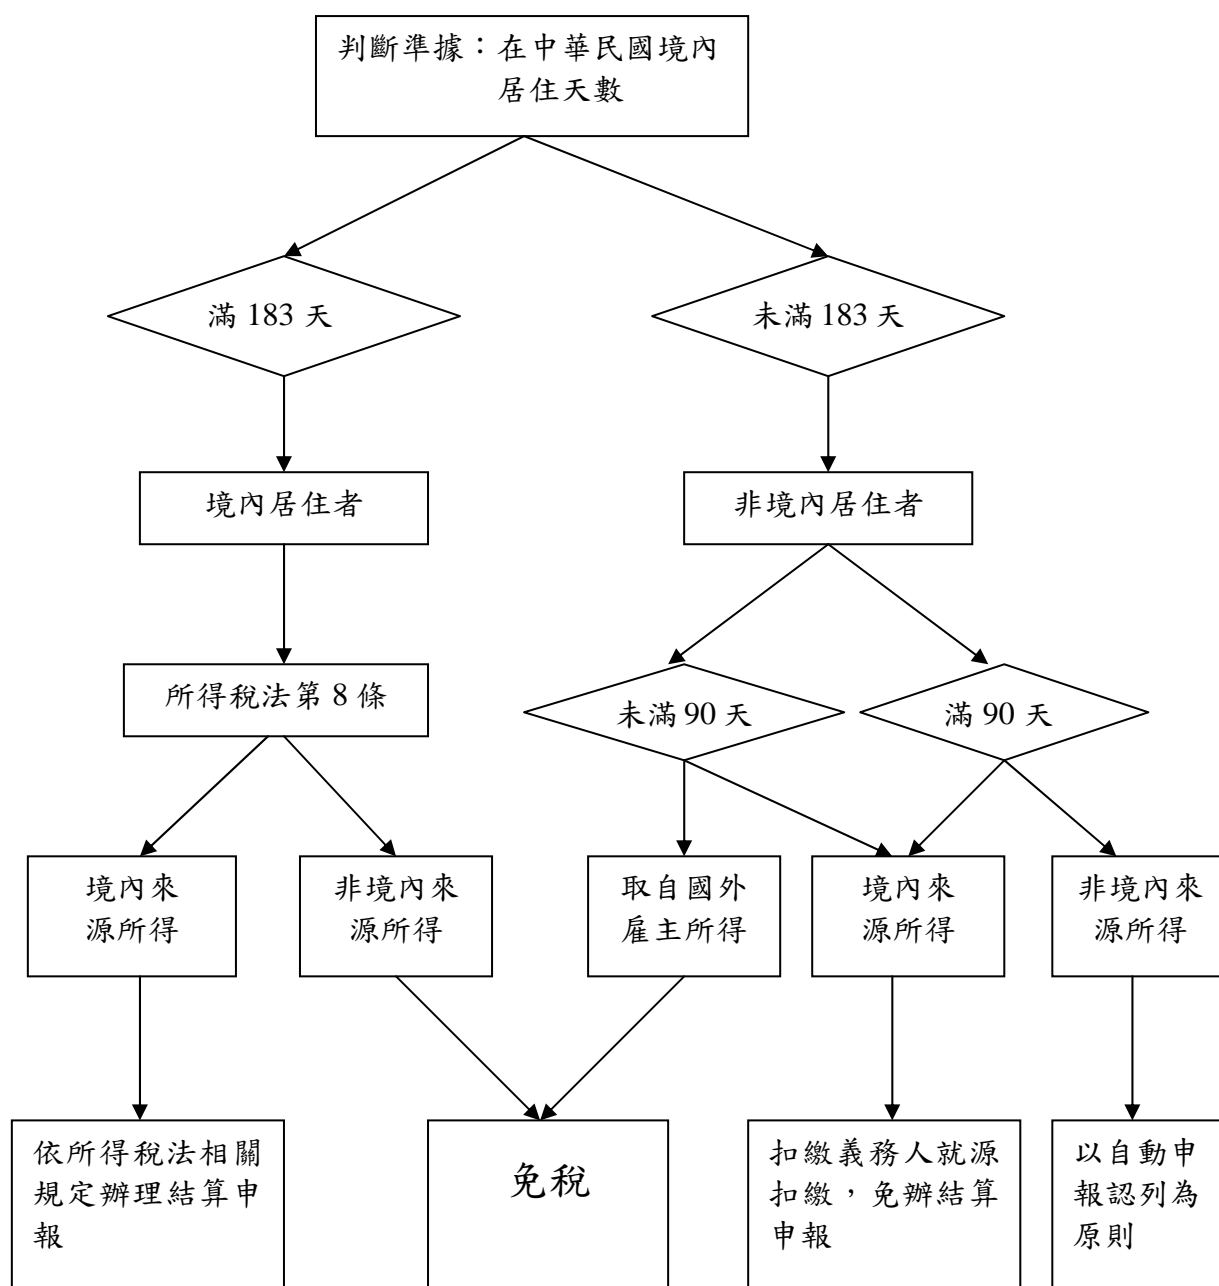 判斷準據：在中華民國境內
居住天數
滿 183 天
未滿 183 天
境內居住者
非境內居住者
所得稅法第 8 條
未滿 90 天
滿 90 天
境內來
源所得
非境內來
源所得
取自國外
雇主所得
境內來
源所得
非境內來
源所得
依所得稅法相關
規定辦理結算申
報
免稅
扣繳義務人就源
扣繳，免辦結算
申報
以自動申
報認列為
原則